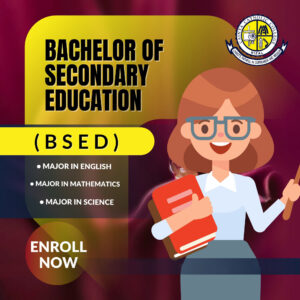 BACHELOR OF
SECONDARY
EDUCATION
(BSED)
● MAJOR IN ENGLISH
● MAJOR IN MATHEMATICS
● MAJOR IN SCIENCE
ENROLL
NOW